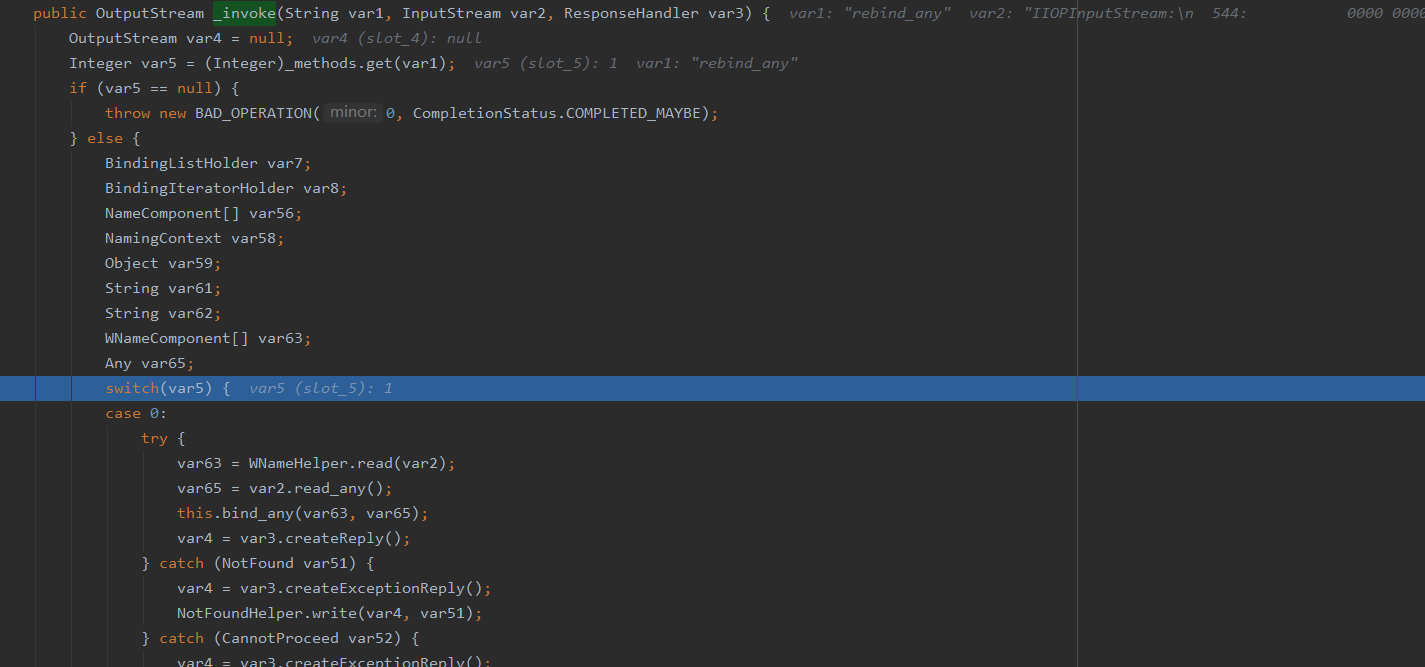 public OutputStream _invoke(String var1, InputStream var2, ResponseHandler var3) {  var1: "rebind_any"  var2: "IIOPInputStream:\n  544:            0000 0000
    OutputStream var4 = null;  var4 (slot_4): null
    Integer var5 = (Integer)_methods.get(var1);  var5 (slot_5): 1  var1: "rebind_any"
    if (var5 == null) {
        throw new BAD_OPERATION( minor: 0, CompletionStatus.COMPLETED_MAYBE);
    } else {
        BindingListHolder var7;
        BindingIteratorHolder var8;
        NameComponent[] var56;
        NamingContext var58;
        Object var59;
        String var61;
        String var62;
        WNameComponent[] var63;
        Any var65;
        switch(var5) {  var5 (slot_5): 1
        case 0:
            try {
                var63 = WNameHelper.read(var2);
                var65 = var2.read_any();
                this.bind_any(var63, var65);
                var4 = var3.createReply();
            } catch (NotFound var51) {
                var4 = var3.createExceptionReply();
                NotFoundHelper.write(var4, var51);
            } catch (CannotProceed var52) {
                var4 = var3.createExceptionReply();